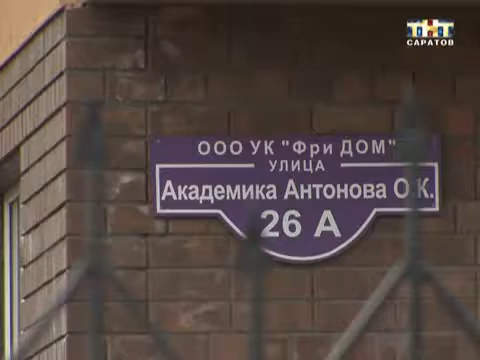 ТНТ
САРАТОВ
ООО УК "Фри ДОМ"
УЛИЦА
Академика Антонова О.К.
26 А